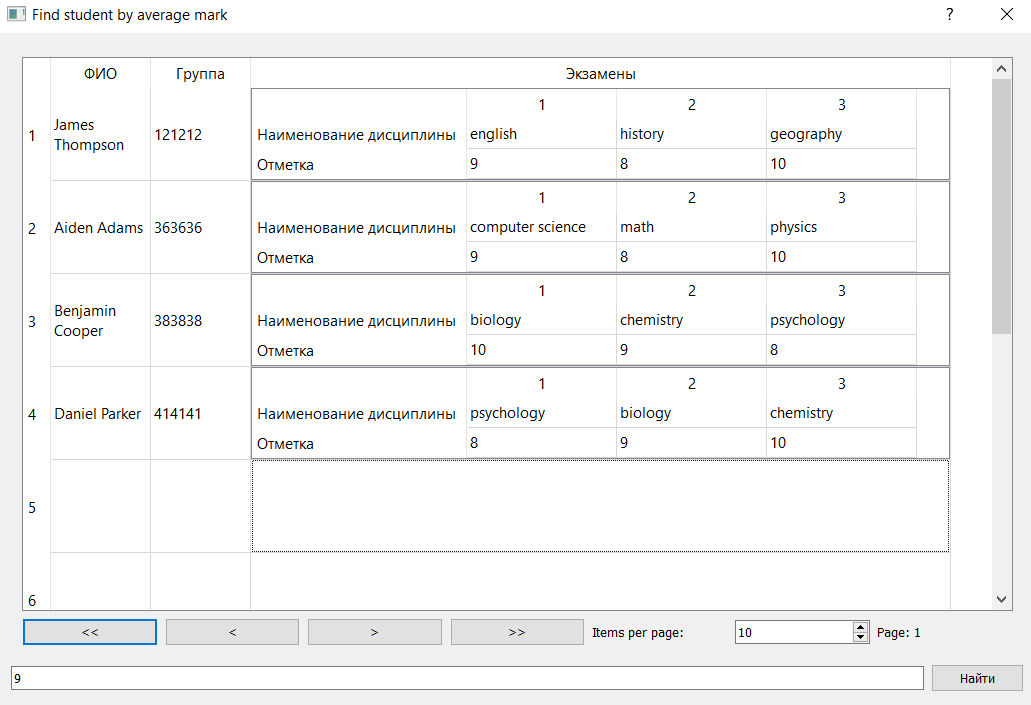 Find student by average mark
?
ФИО Группа Экзамены
1 2 3
1 James Thompson 121212 Наименование дисциплины english history geography
Отметка 9 8 10
1 2 3
2 Aiden Adams 363636 Наименование дисциплины computer science math physics
Отметка 9 8 10
1 2 3
3 Benjamin Cooper 383838 Наименование дисциплины biology chemistry psychology
Отметка 10 9 8
1 2 3
4 Daniel Parker 414141 Наименование дисциплины psychology biology chemistry
Отметка 8 9 10
5
6
<< < > >> Items per page: 10 Page: 1
9 Найти